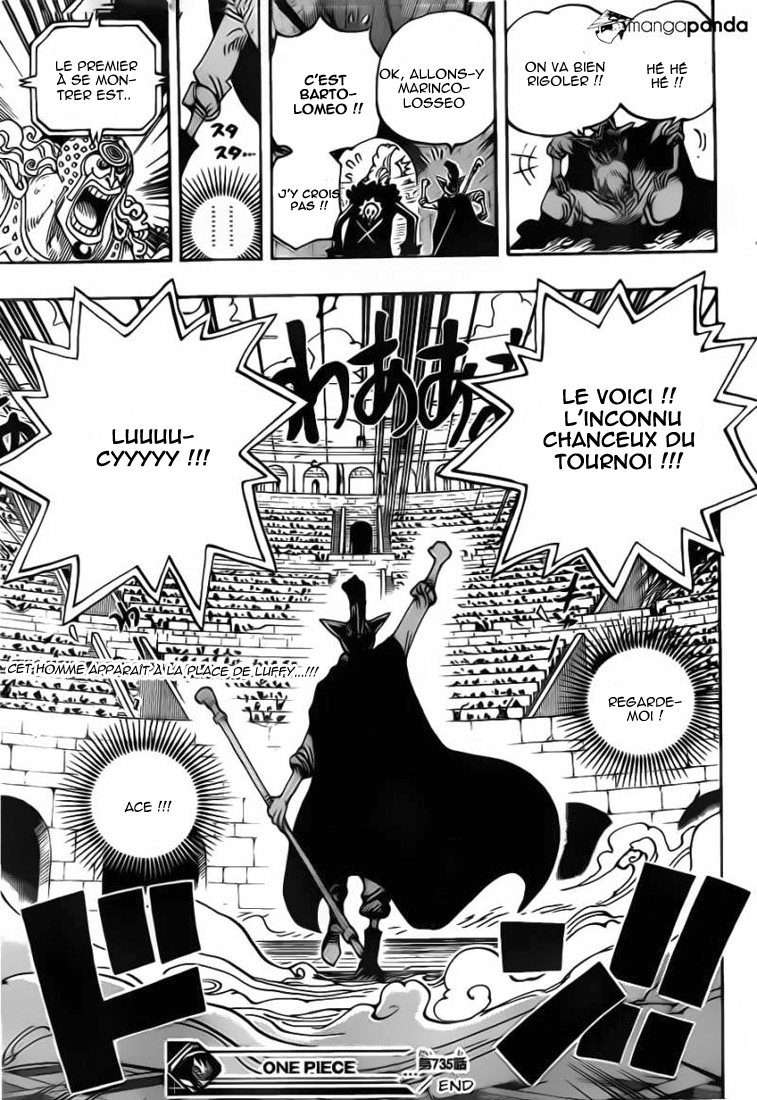 mangapanda
HÉ HÉ
HÉ !!
ON VA BIEN
RIGOLER !!
OK, ALLONS-Y
MARINCO-
LOSSEO
C'EST
BARTO-
LOMEO !!
J'Y CROIS
PAS !!
スタ
スタ...
LE PREMIER
À SE MON-
TRER EST..
LE VOICI !!
L'INCONNU
CHANCEUX DU
TOURNOI !!!
わあああ
LUUUU-
CYYYYY !!!
CET HOMME APPARAIT A LA PLACE DE LUFFY....!!!
REGARDE-
MOI !
ACE !!!
ド!!
ONE PIECE
第735話
END